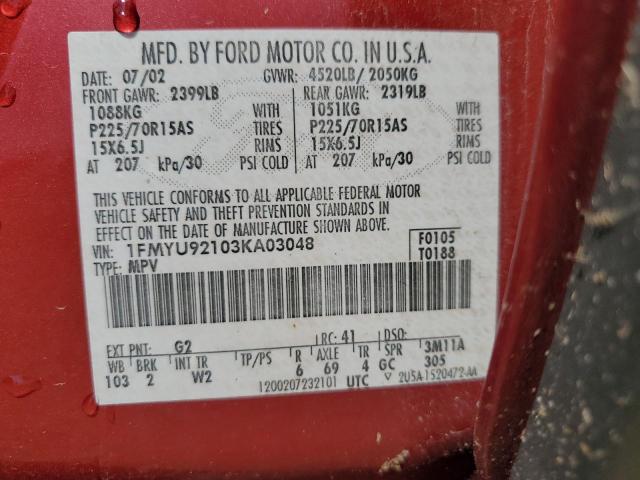 MFD. BY FORD MOTOR CO. IN U.S.A.
DATE: 07/02 GVWR: 4520LB/ 2050KG
FRONT GAWR: 2399LB REAR GAWR: 2319LB
1088KG WITH 1051KG WITH
P225/70R15AS TIRES P225/70R15AS TIRES
15X6.5J RIMS 15X6.5J RIMS
AT 207 kPa/30 PSI COLD AT 207 kPa/30 PSI COLD
THIS VEHICLE CONFORMS TO ALL APPLICABLE FEDERAL MOTOR
VEHICLE SAFETY AND THEFT PREVENTION STANDARDS IN
EFFECT ON THE DATE OF MANUFACTURE SHOWN ABOVE.
VIN: 1FMYU92103KA03048 F0105
TYPE: MPV T0188
EXT PNT: G2 RC: 41 DSO:
WB BRK INT TR TP/PS R AXLE TR SPR 3M11A
103 2 W2 6 69 4 GC 305
1200207232101 UTC 2U5A-1520472-AA